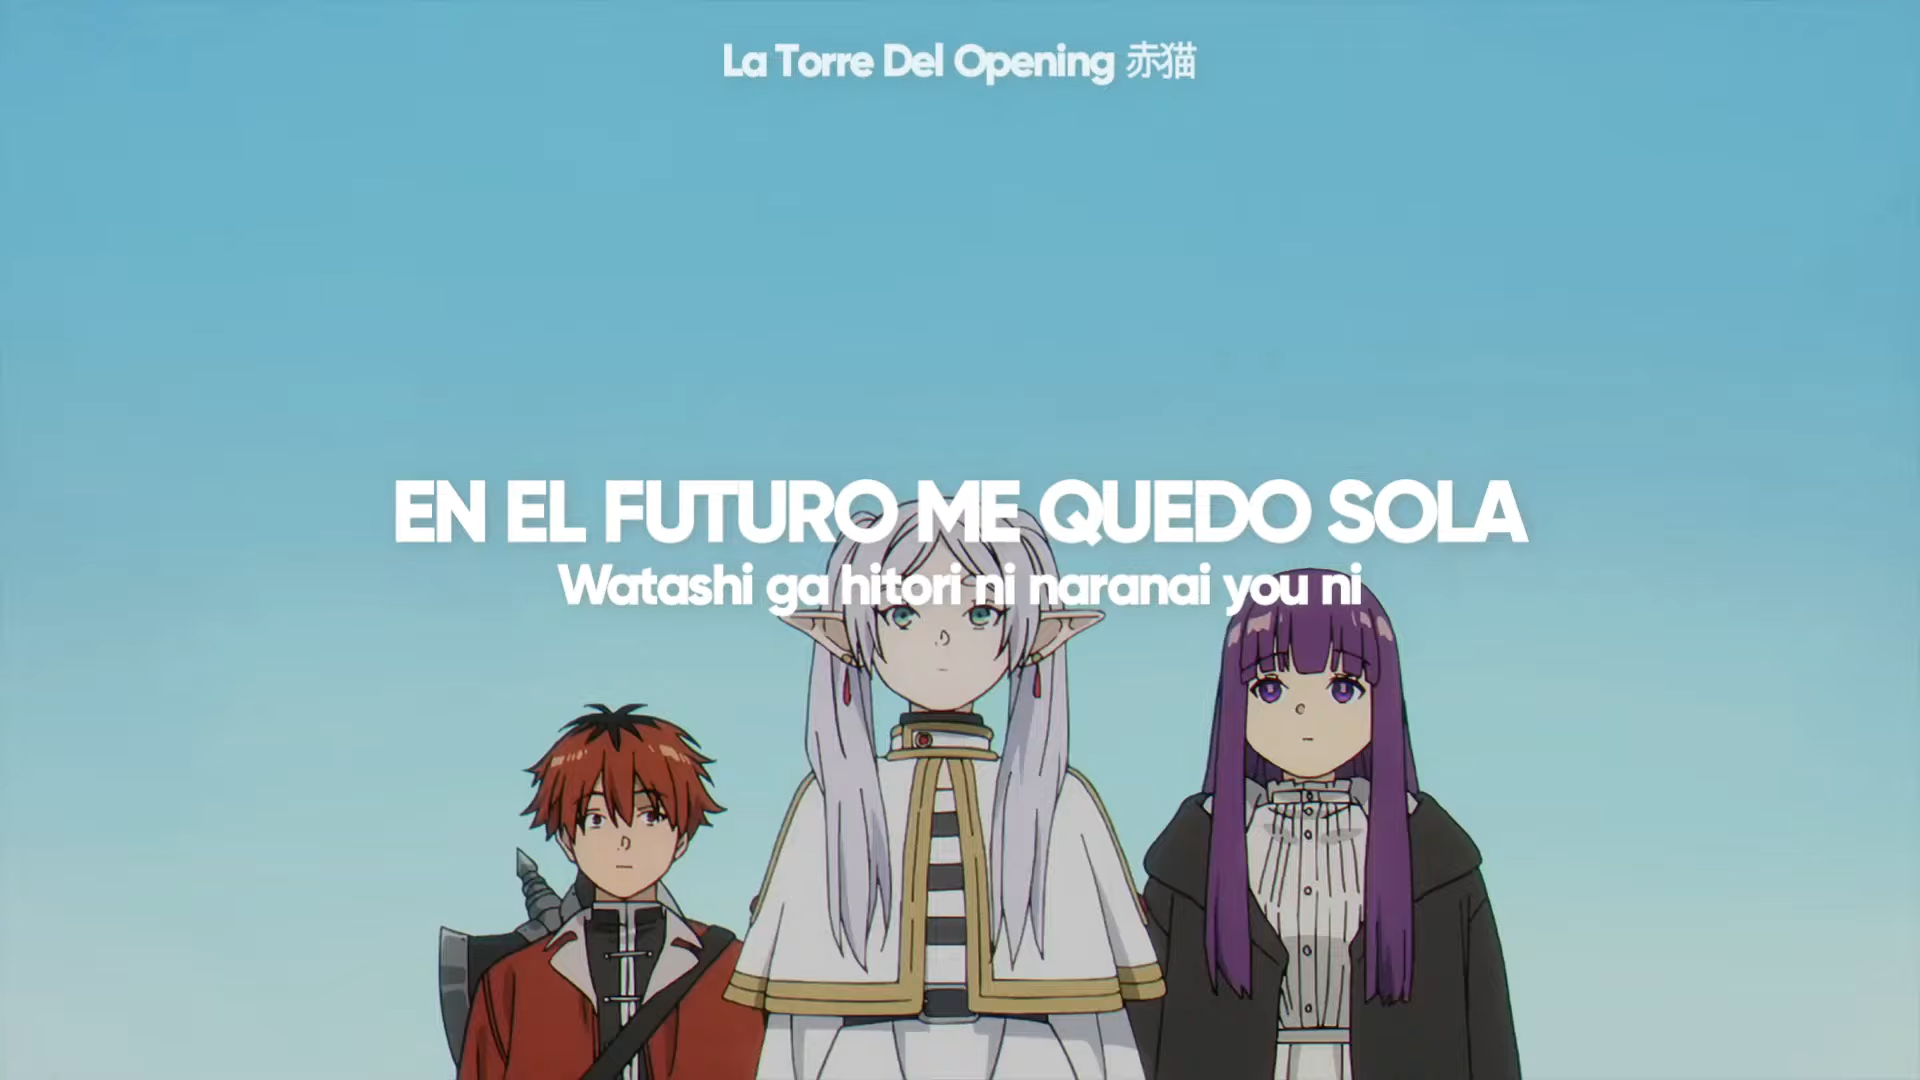 La Torre Del Opening 赤猫
EN EL FUTURO ME QUEDO SOLA
Watashi ga hitori ni naranai you ni